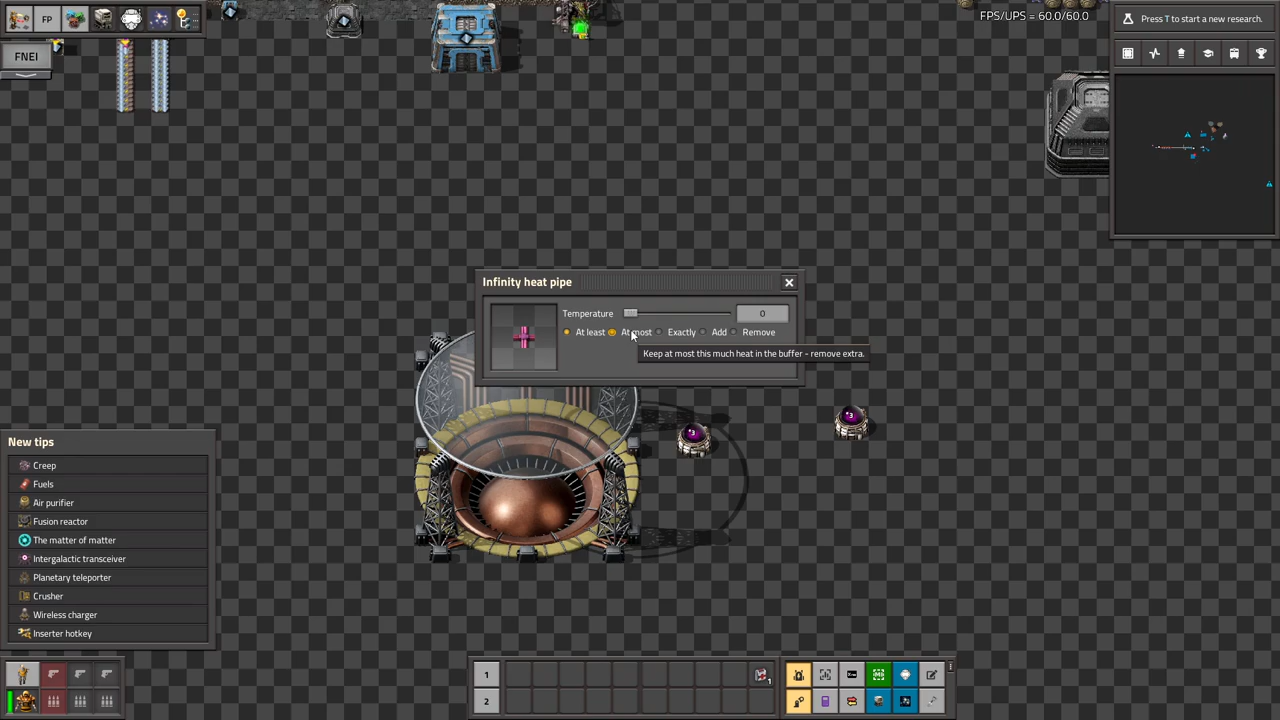 FP
FNEI
FPS/UPS = 60.0/60.0
Press T to start a new research.
Infinity heat pipe
Temperature
0
At least
At most
Exactly
Add
Remove
Keep at most this much heat in the buffer - remove extra.
3
3
New tips
Creep
Fuels
Air purifier
Fusion reactor
The matter of matter
Intergalactic transceiver
Planetary teleporter
Crusher
Wireless charger
Inserter hotkey
1
1
2